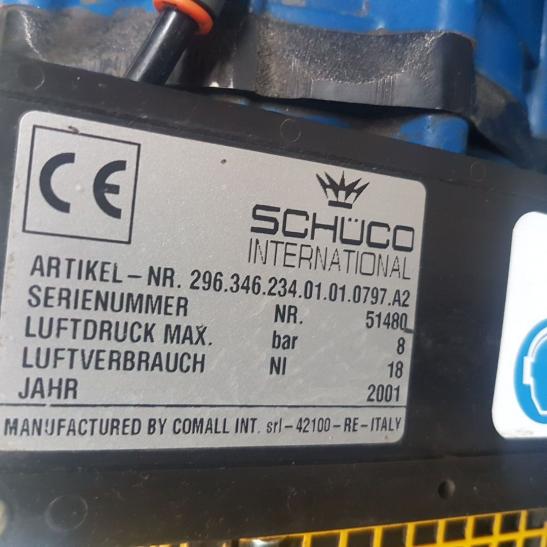 CE
SCHÜCO
INTERNATIONAL
ARTIKEL-NR. 296.346.234.01.01.0797.A2
SERIENUMMER NR. 51480
LUFTDRUCK MAX. bar 8
LUFTVERBRAUCH Nl 18
JAHR 2001
MANUFACTURED BY COMALL INT. srl-42100-RE-ITALY